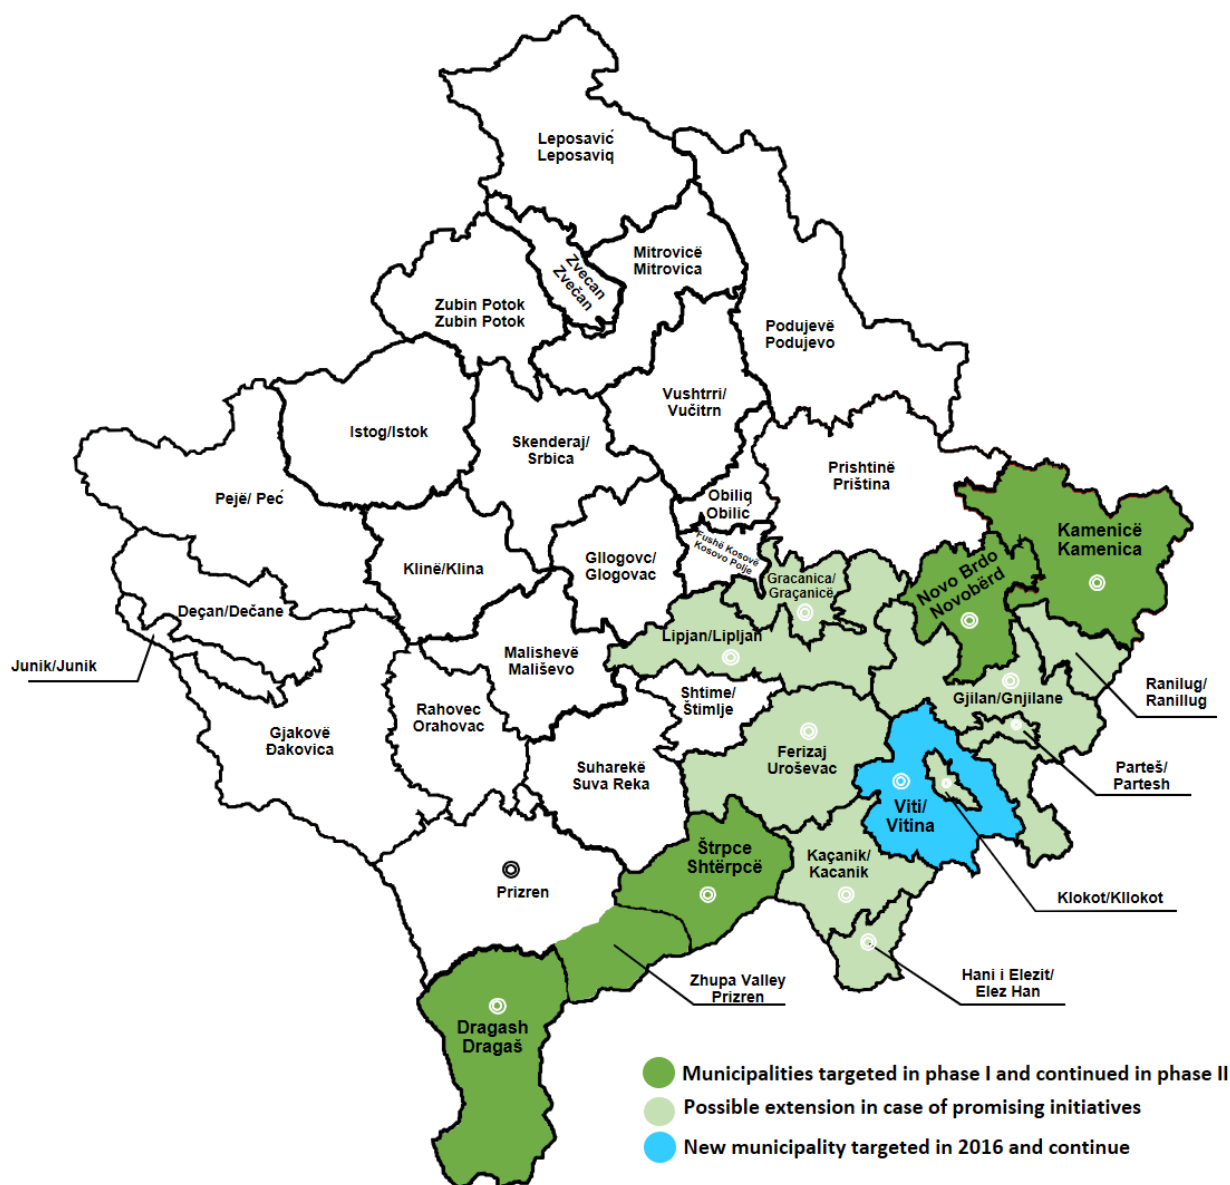 Leposavić
Leposaviq
Mitrovicë
Mitrovica
Zvecan
Zvečan
Zubin Potok
Zubin Potok
Podujevë
Podujevo
Vushtrri/
Vučitrn
Istog/Istok
Skenderaj/
Srbica
Prishtinë
Priština
Pejë/ Peć
Obiliq
Obilić
Fushë Kosovë
Kosovo Polje
Kamenicë
Kamenica
Gllogovc/
Glogovac
Klinë/Klina
Gracanica/
Graçanicë
Novo Brdo
Novobërd
Deçan/Dečane
Lipjan/Lipljan
Junik/Junik
Malishevë
Mališevo
Shtime/
Štimlje
Gjilan/Gnjilane
Ranilug/
Ranillug
Rahovec
Orahovac
Gjakovë
Đakovica
Ferizaj
Uroševac
Suharekë
Suva Reka
Parteš/
Partesh
Viti/
Vitina
Štrpce
Shtërpcë
Kaçanik/
Kacanik
Prizren
Klokot/Kllokot
Zhupa Valley
Prizren
Hani i Elezit/
Elez Han
Dragash
Dragaš
Municipalities targeted in phase I and continued in phase II
Possible extension in case of promising initiatives
New municipality targeted in 2016 and continue